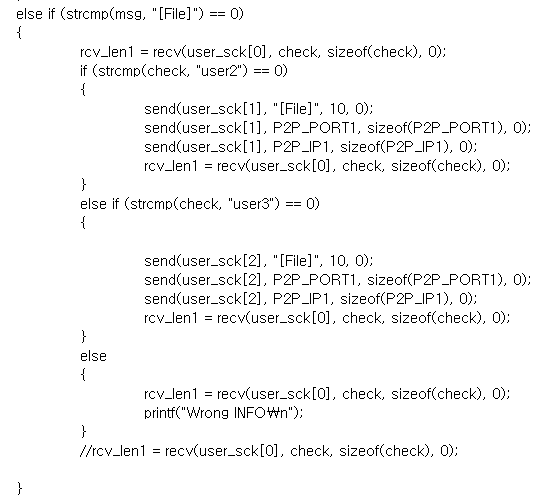 else if (strcmp(msg, "[File]") == 0)
{
rcv_len1 = recv(user_sck[0], check, sizeof(check), 0);
if (strcmp(check, "user2") == 0)
{
send(user_sck[1], "[File]", 10, 0);
send(user_sck[1], P2P_PORT1, sizeof(P2P_PORT1), 0);
send(user_sck[1], P2P_IP1, sizeof(P2P_IP1), 0);
rcv_len1 = recv(user_sck[0], check, sizeof(check), 0);
}
else if (strcmp(check, "user3") == 0)
{
send(user_sck[2], "[File]", 10, 0);
send(user_sck[2], P2P_PORT1, sizeof(P2P_PORT1), 0);
send(user_sck[2], P2P_IP1, sizeof(P2P_IP1), 0);
rcv_len1 = recv(user_sck[0], check, sizeof(check), 0);
}
else
{
rcv_len1 = recv(user_sck[0], check, sizeof(check), 0);
printf("Wrong INFO₩n");
}
//rcv_len1 = recv(user_sck[0], check, sizeof(check), 0);
}